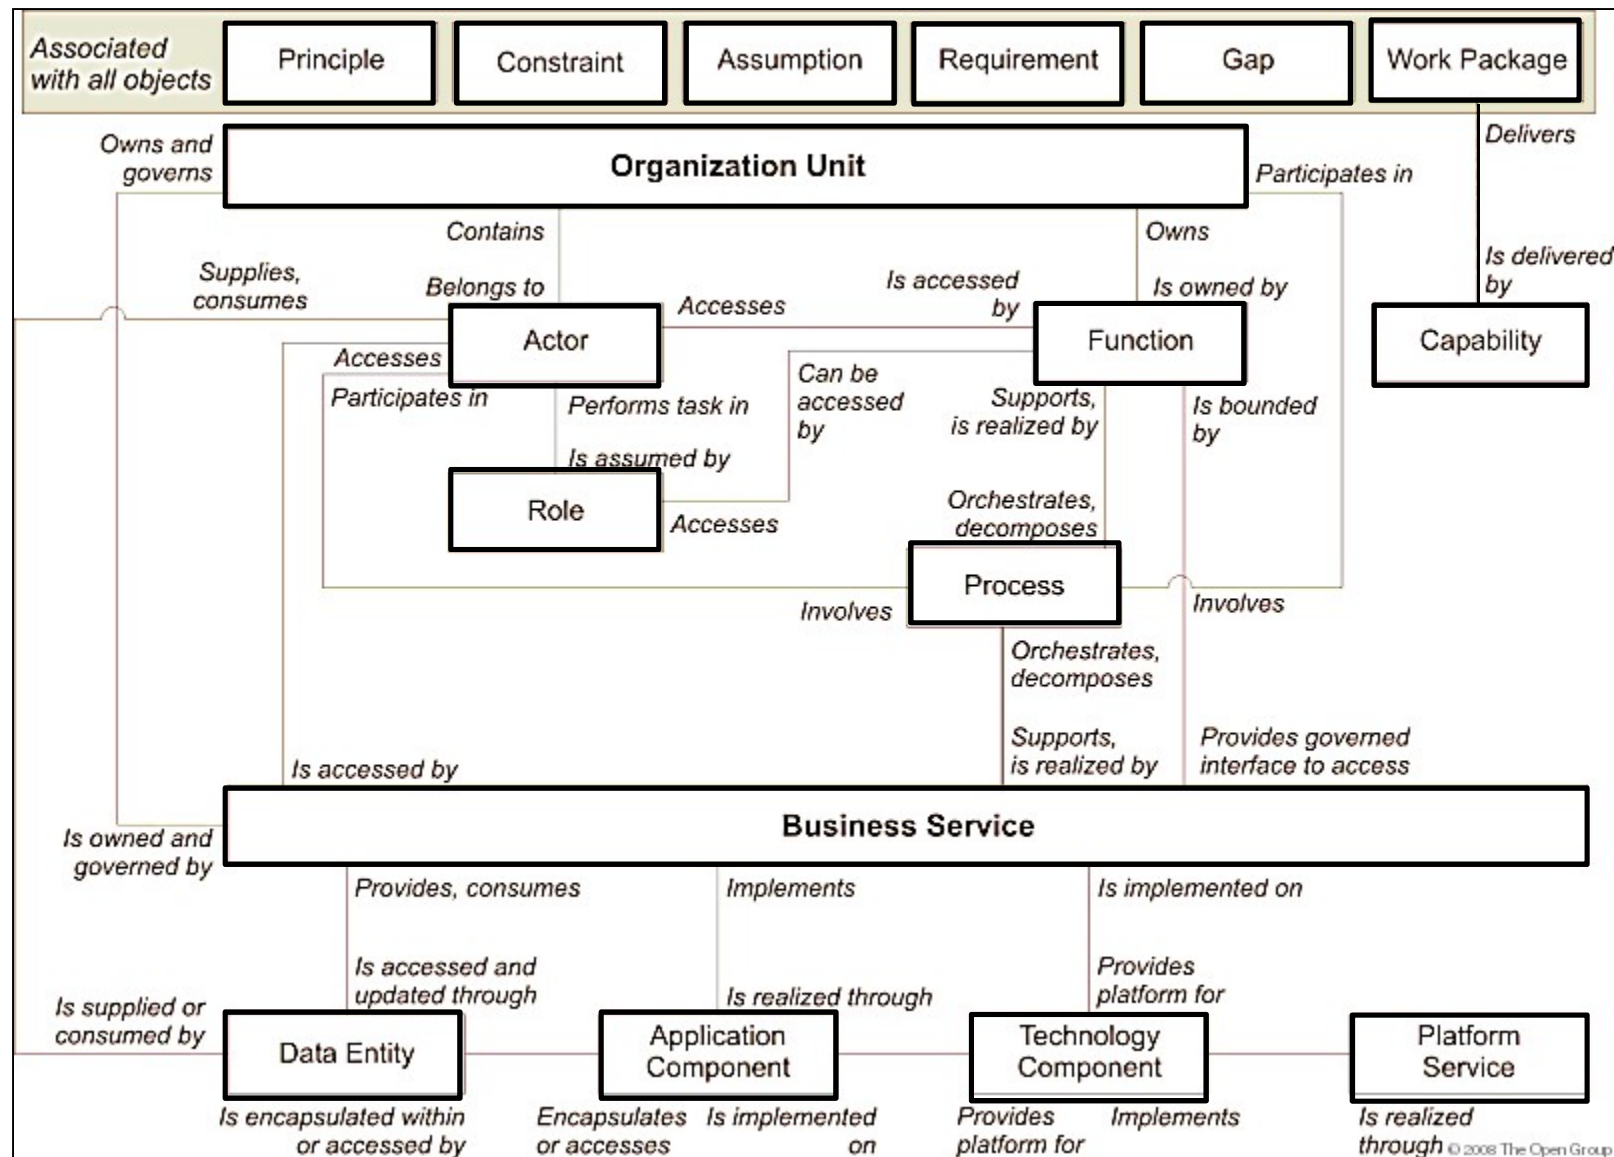 Associated
with all objects
Principle
Constraint
Assumption
Requirement
Gap
Work Package
Owns and
governs
Organization Unit
Participates in
Delivers
Contains
Owns
Supplies,
consumes
Belongs to
Accesses
Is accessed
by
Is owned by
Is delivered
by
Actor
Function
Capability
Accesses
Participates in
Performs task in
Can be
accessed
by
Supports,
is realized by
Is bounded
by
Is assumed by
Role
Accesses
Orchestrates,
decomposes
Process
Involves
Involves
Orchestrates,
decomposes
Is accessed by
Supports,
is realized by
Provides governed
interface to access
Business Service
Is owned and
governed by
Provides, consumes
Implements
Is implemented on
Is accessed and
updated through
Is realized through
Provides
platform for
Is supplied or
consumed by
Data Entity
Application
Component
Technology
Component
Platform
Service
Is encapsulated within
or accessed by
Encapsulates
or accesses
Is implemented
on
Provides
platform for
Implements
Is realized
through
© 2008 The Open Group